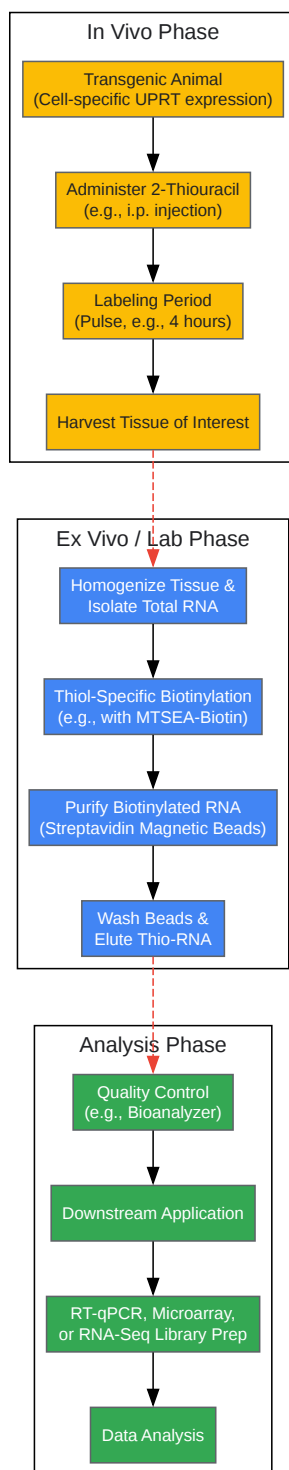 In Vivo Phase
Transgenic Animal
(Cell-specific UPRT expression)
Administer 2-Thiouracil
(e.g., i.p. injection)
Labeling Period
(Pulse, e.g., 4 hours)
Harvest Tissue of Interest
Ex Vivo / Lab Phase
Homogenize Tissue &
Isolate Total RNA
Thiol-Specific Biotinylation
(e.g., with MTSEA-Biotin)
Purify Biotinylated RNA
(Streptavidin Magnetic Beads)
Wash Beads &
Elute Thio-RNA
Analysis Phase
Quality Control
(e.g., Bioanalyzer)
Downstream Application
RT-qPCR, Microarray,
or RNA-Seq Library Prep
Data Analysis